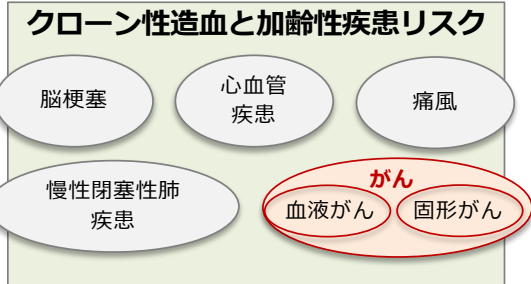 クローン性造血と加齢性疾患リスク
脳梗塞
心血管
疾患
痛風
慢性閉塞性肺
疾患
がん
血液がん
固形がん